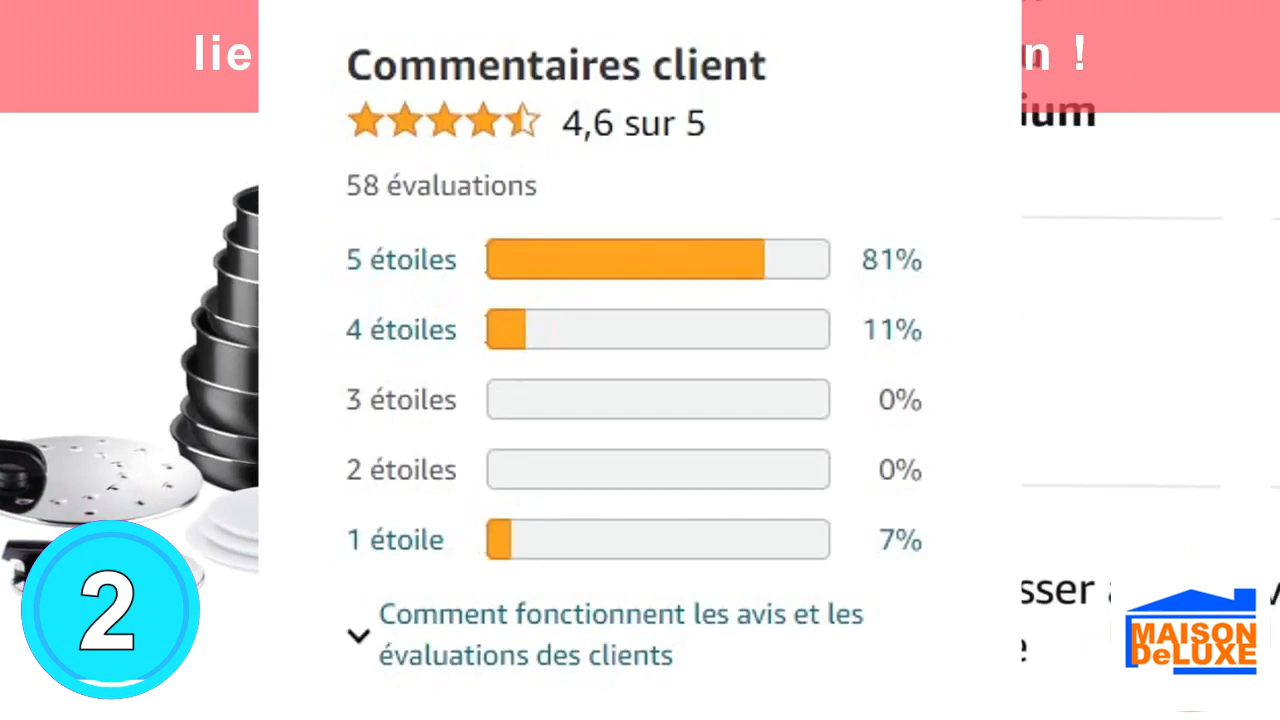 lie
n !
ium
Commentaires client
4,6 sur 5
58 évaluations
5 étoiles 81%
4 étoiles 11%
3 étoiles 0%
2 étoiles 0%
1 étoile 7%
Comment fonctionnent les avis et les
évaluations des clients
sser
2
MAISON
DeLUXE